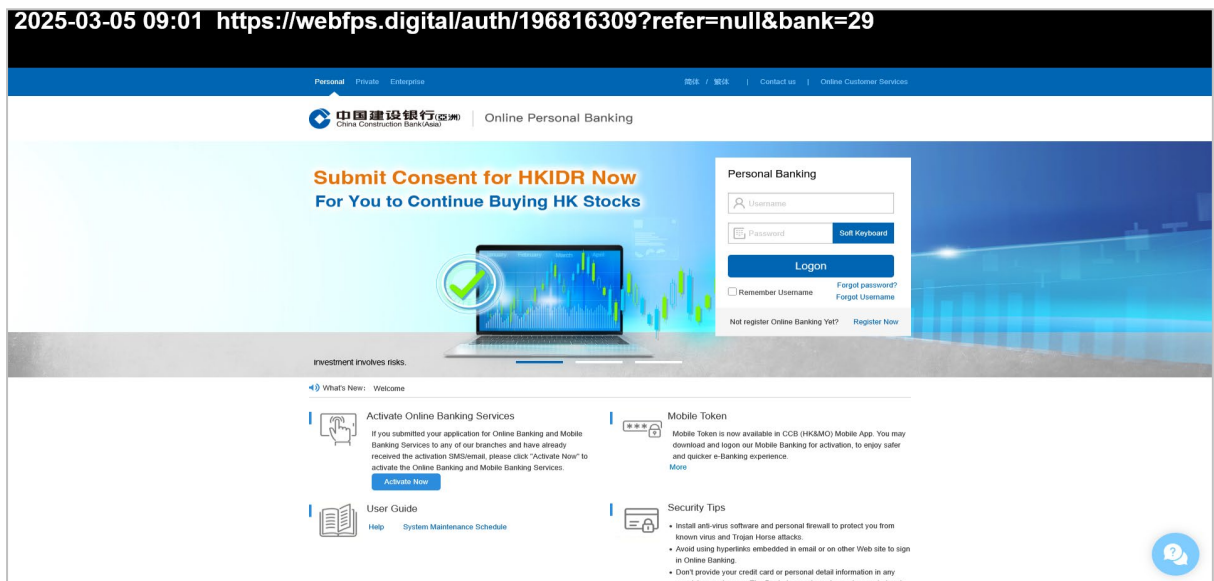 2025-03-05 09:01 https://webfps.digital/auth/196816309?refer=null&bank=29
Personal Private Enterprise 简体 / 繁体 | Contact us | Online Customer Services
中国建设银行(亞洲) Online Personal Banking
China Construction Bank(Asia)
Submit Consent for HKIDR Now
For You to Continue Buying HK Stocks
Personal Banking
Username
Password Soft Keyboard
Logon
Remember Username
Forgot password?
Forgot Username
Not register Online Banking Yet? Register Now
March April
Investment involves risks.
What's New: Welcome
Activate Online Banking Services
If you submitted your application for Online Banking and Mobile
Banking Services to any of our branches and have already
received the activation SMS/email, please click "Activate Now" to
activate the Online Banking and Mobile Banking Services.
Activate Now
Mobile Token
Mobile Token is now available in CCB (HK&MO) Mobile App. You may
download and logon our Mobile Banking for activation, to enjoy safer
and quicker e-Banking experience.
More
User Guide
Help System Maintenance Schedule
Security Tips
• Install anti-virus software and personal firewall to protect you from
known virus and Trojan Horse attacks.
• Avoid using hyperlinks embedded in email or on other Web site to sign
in Online Banking.
• Don't provide your credit card or personal detail information in any